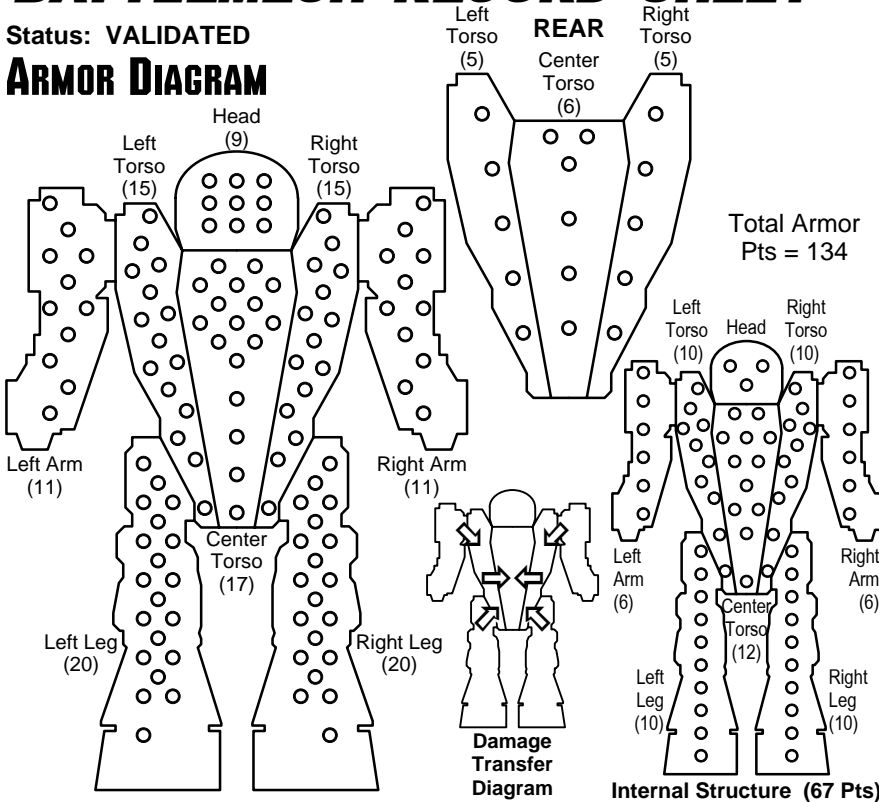 BATTLEMECH RECORD SHEET
Status: VALIDATED
ARMOR DIAGRAM
Head
(9)
Left
Torso
(15)
Right
Torso
(15)
Left Arm
(11)
Right Arm
(11)
Center
Torso
(17)
Left Leg
(20)
Right Leg
(20)
REAR
Left
Torso
(5)
Center
Torso
(6)
Right
Torso
(5)
Total Armor
Pts = 134
Damage
Transfer
Diagram
Left
Torso
(10)
Head
Right
Torso
(10)
Left
Arm
(6)
Right
Arm
(6)
Center
Torso
(12)
Left
Leg
(10)
Right
Leg
(10)
Internal Structure (67 Pts)